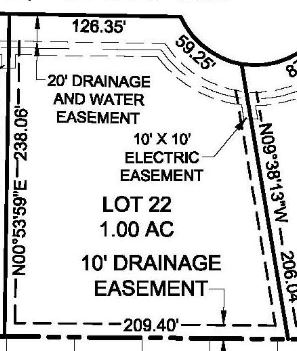 126.35'
59.25'
20' DRAINAGE
AND WATER
EASEMENT
10' X 10'
ELECTRIC
EASEMENT
N00°53'59"E
238.06'
N09°38'13"W
206.04
LOT 22
1.00 AC
10' DRAINAGE
EASEMENT
209.40'